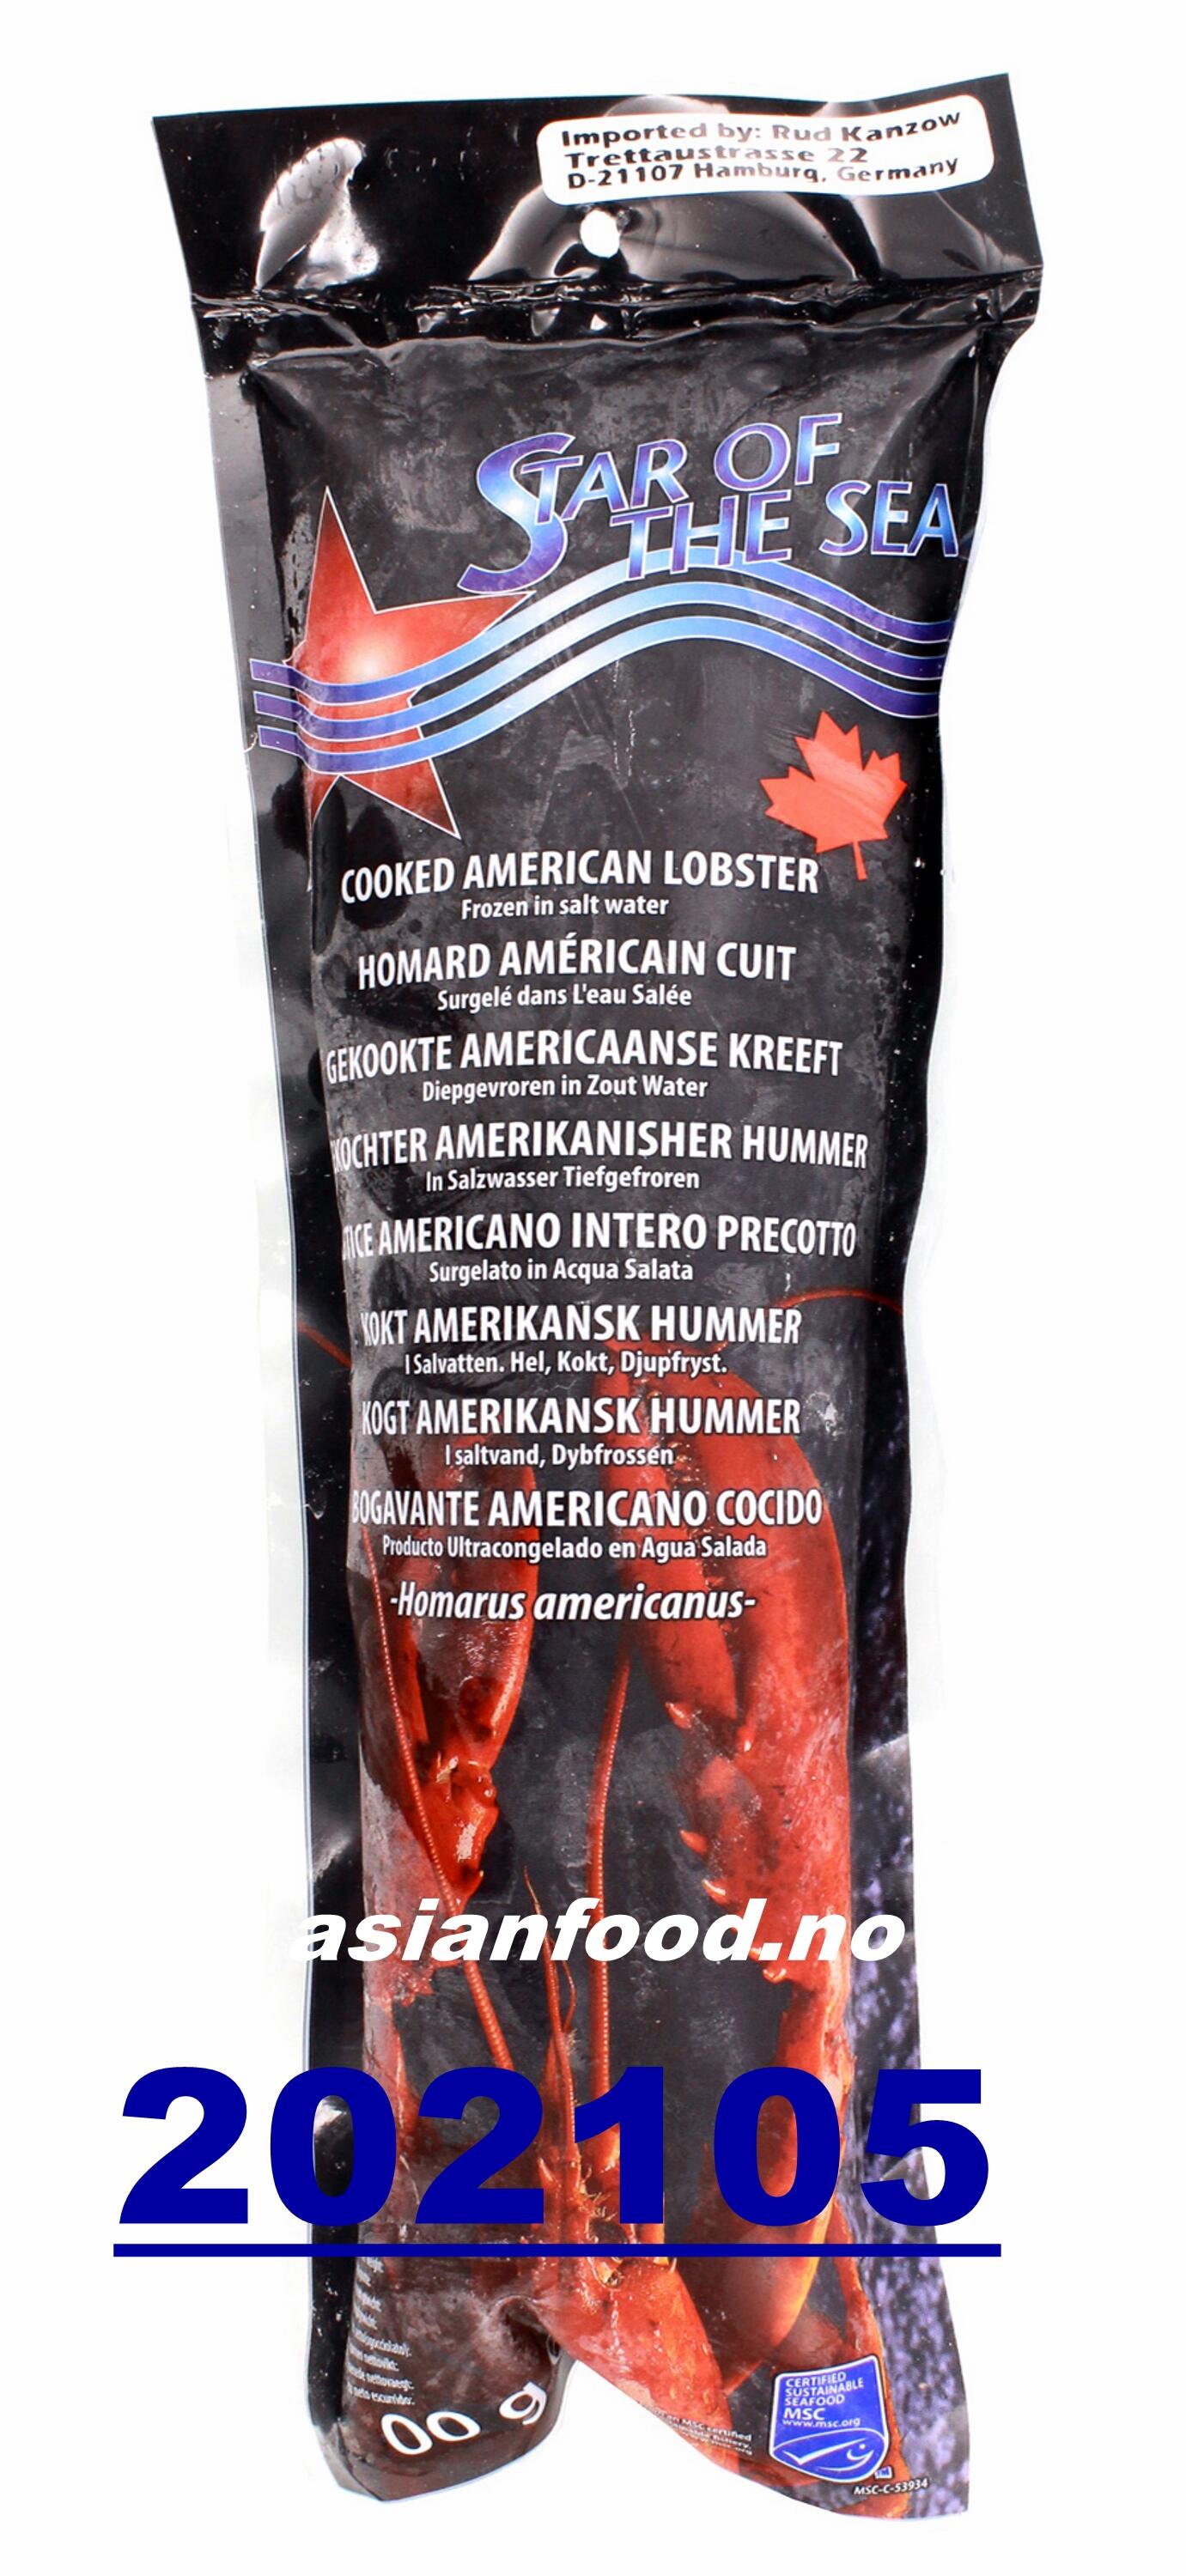 Imported by: Rud Kanzow
Trettaustrasse 22
D-21107 Hamburg, Germany
STAR OF
THE SEA
COOKED AMERICAN LOBSTER
Frozen in salt water
HOMARD AMÉRICAIN CUIT
Surgelé dans L'eau Salée
GEKOOKTE AMERICAANSE KREEFT
Diepgevroren in Zout Water
KOCHTER AMERIKANISHER HUMMER
In Salzwasser Tiefgefroren
TICE AMERICANO INTERO PRECOTTO
Surgelato in Acqua Salata
KOKT AMERIKANSK HUMMER
I Salvatten. Hel, Kokt, Djupfryst.
KOGT AMERIKANSK HUMMER
I saltvand, Dybfrossen
BOGAVANTE AMERICANO COCIDO
Producto Ultracongelado en Agua Salada
-Homarus americanus-
asianfood.no
202105
00 g
CERTIFIED
SUSTAINABLE
SEAFOOD
MSC
www.msc.org
TM
MSC-C-53934